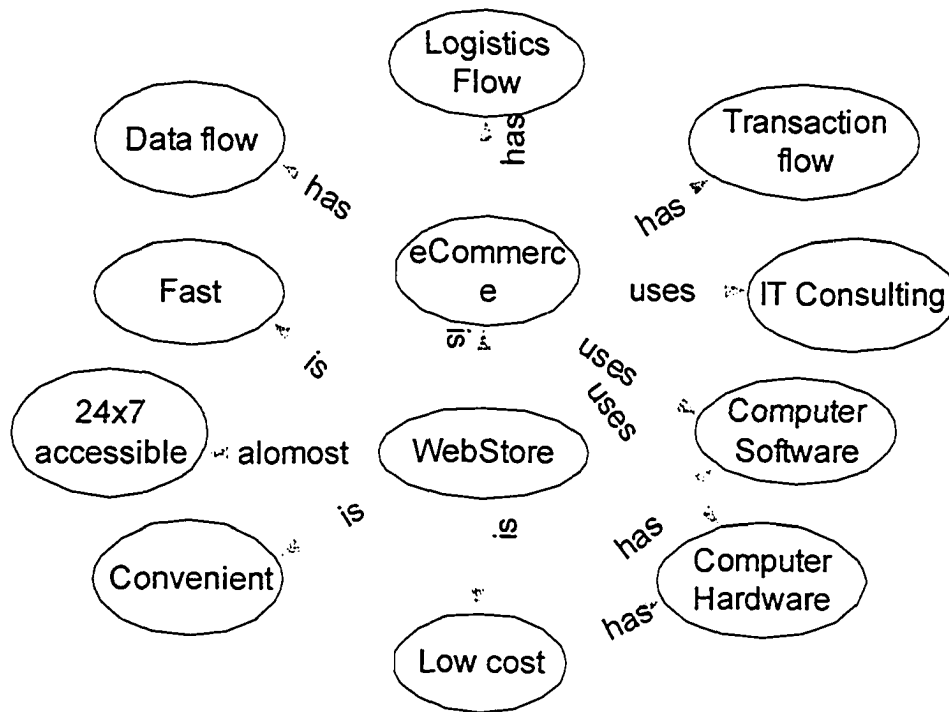 Logistics
Flow
Data flow
has
Transaction
flow
has
has
eCommerc
e
Fast
uses
IT Consulting
is
is
uses
uses
24x7
accessible
alomost
WebStore
Computer
Software
is
is
has
Convenient
Computer
Hardware
has
Low cost